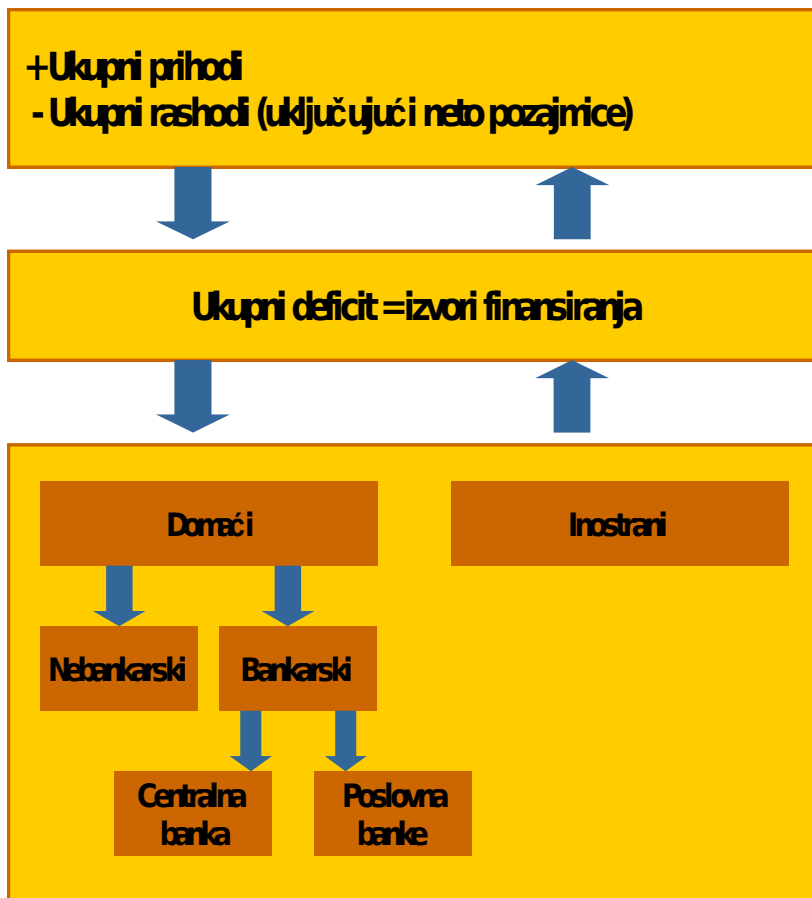 +Ukupni prihodi
- Ukupni rashodi (uključujući neto pozajmice)
Ukupni deficit = izvori finansiranja
Domaći
Inostrani
Nebankarski
Bankarski
Centralna
banka
Poslovna
banke